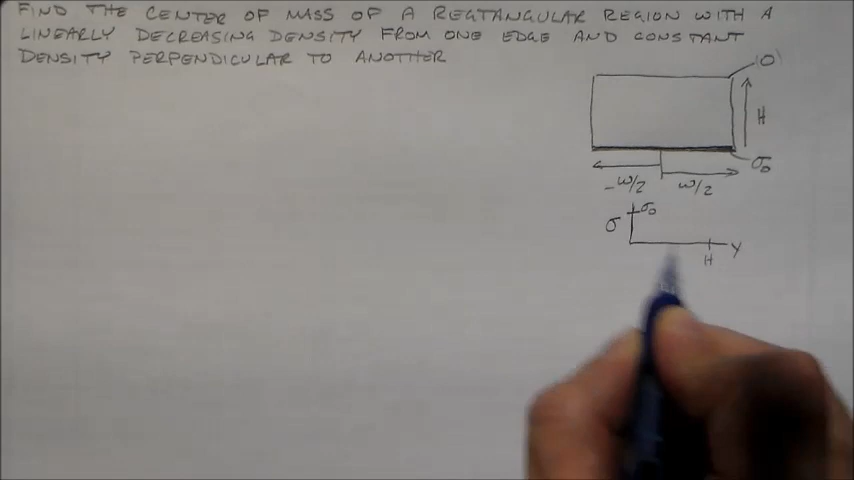 FIND THE CENTER OF MASS OF A RECTANGULAR REGION WITH A
LINEARLY DECREASING DENSITY FROM ONE EDGE AND CONSTANT
DENSITY PERPENDICULAR TO ANOTHER
H
σ₀
-W/2
W/2
σ₀
σ
H
Y